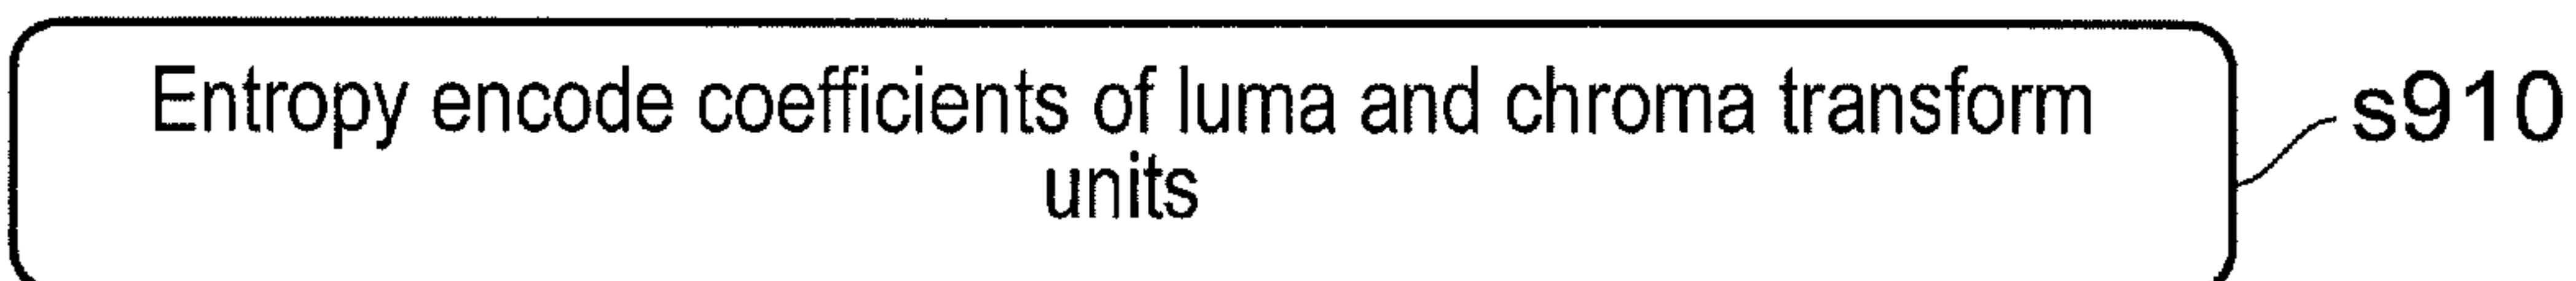 Entropy encode coefficients of luma and chroma transform
units
s910